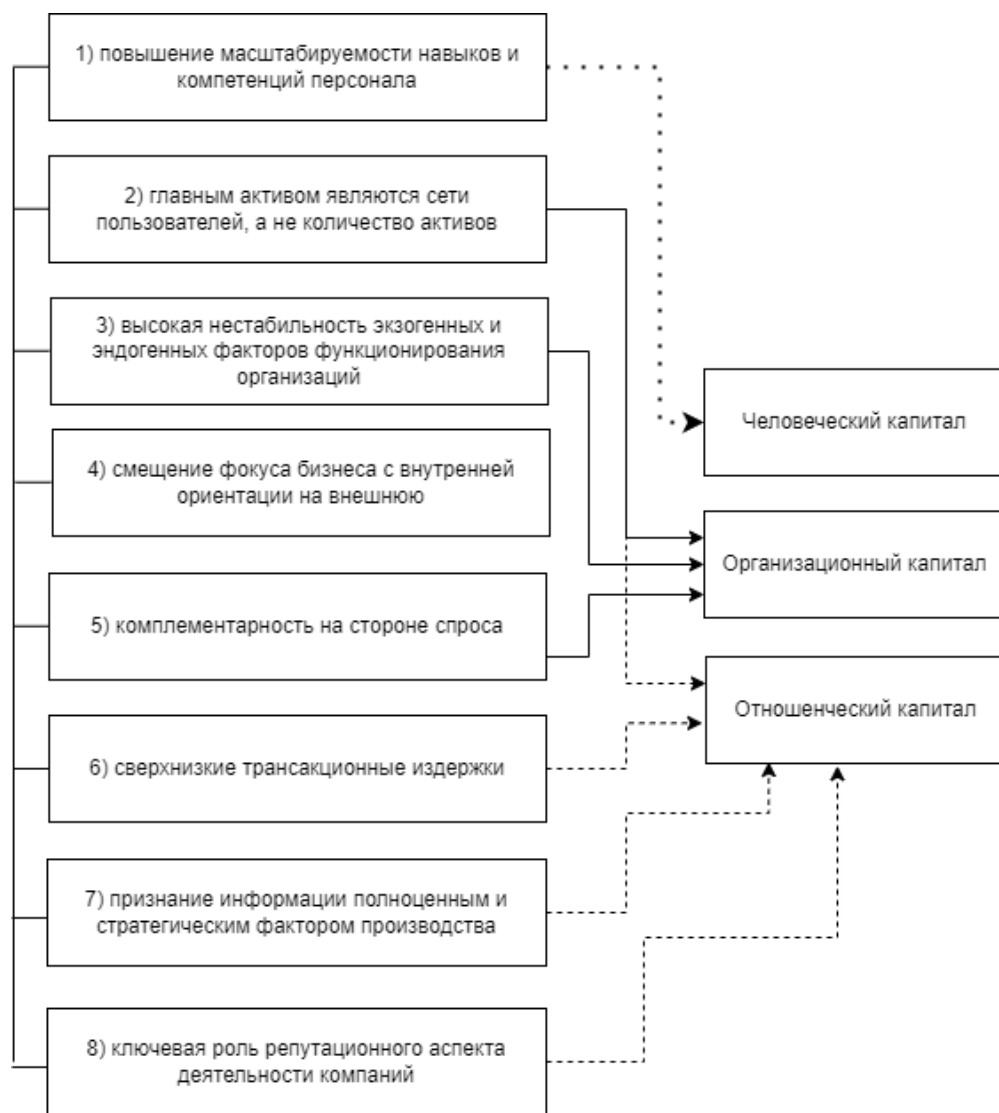 1) повышение масштабируемости навыков и
компетенций персонала
2) главным активом являются сети
пользователей, а не количество активов
3) высокая нестабильность экзогенных и
эндогенных факторов функционирования
организаций
4) смещение фокуса бизнеса с внутренней
ориентации на внешнюю
5) комплементарность на стороне спроса
6) сверхнизкие трансакционные издержки
7) признание информации полноценным и
стратегическим фактором производства
8) ключевая роль репутационного аспекта
деятельности компаний
Человеческий капитал
Организационный капитал
Отношенческий капитал